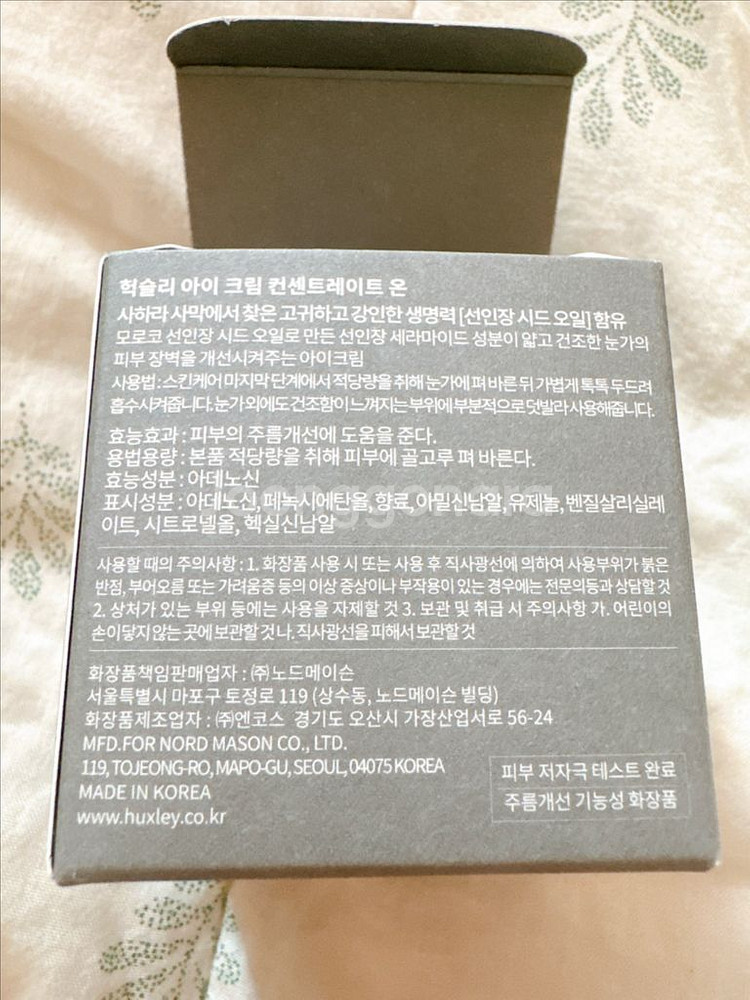 헉슬리 아이 크림 컨센트레이트 온
사하라 사막에서 찾은 고귀하고 강인한 생명력 [선인장 시드 오일] 함유
모로코 선인장 시드 오일로 만든 선인장 세라마이드 성분이 얇고 건조한 눈가의
피부 장벽을 개선시켜주는 아이크림
사용법 : 스킨케어 마지막 단계에서 적당량을 취해 눈가에 펴 바른 뒤 가볍게 톡톡 두드려
흡수시켜줍니다. 눈가 외에도 건조함이 느껴지는 부위에 부분적으로 덧발라 사용해줍니다.
효능효과 : 피부의 주름개선에 도움을 준다.
용법용량 : 본품 적당량을 취해 피부에 골고루 펴 바른다.
효능성분 : 아데노신
표시성분 : 아데노신, 페녹시에탄올, 향료, 아밀신남알, 유제놀, 벤질살리실레
이트, 시트로넬올, 헥실신남알
사용할 때의 주의사항 : 1. 화장품 사용 시 또는 사용 후 직사광선에 의하여 사용부위가 붉은
반점, 부어오름 또는 가려움증 등의 이상 증상이나 부작용이 있는 경우에는 전문의등과 상담할 것
2. 상처가 있는 부위 등에는 사용을 자제할 것 3. 보관 및 취급 시 주의사항 가. 어린이의
손이 닿지 않는 곳에 보관할 것 나. 직사광선을 피해서 보관할 것
화장품책임판매업자 : ㈜노드메이슨
서울특별시 마포구 토정로 119 (상수동, 노드메이슨 빌딩)
화장품제조업자 : ㈜엔코스 경기도 오산시 가장산업서로 56-24
MFD.FOR NORD MASON CO., LTD.
119, TOJEONG-RO, MAPO-GU, SEOUL, 04075 KOREA
MADE IN KOREA
www.huxley.co.kr
피부 저자극 테스트 완료
주름개선 기능성 화장품